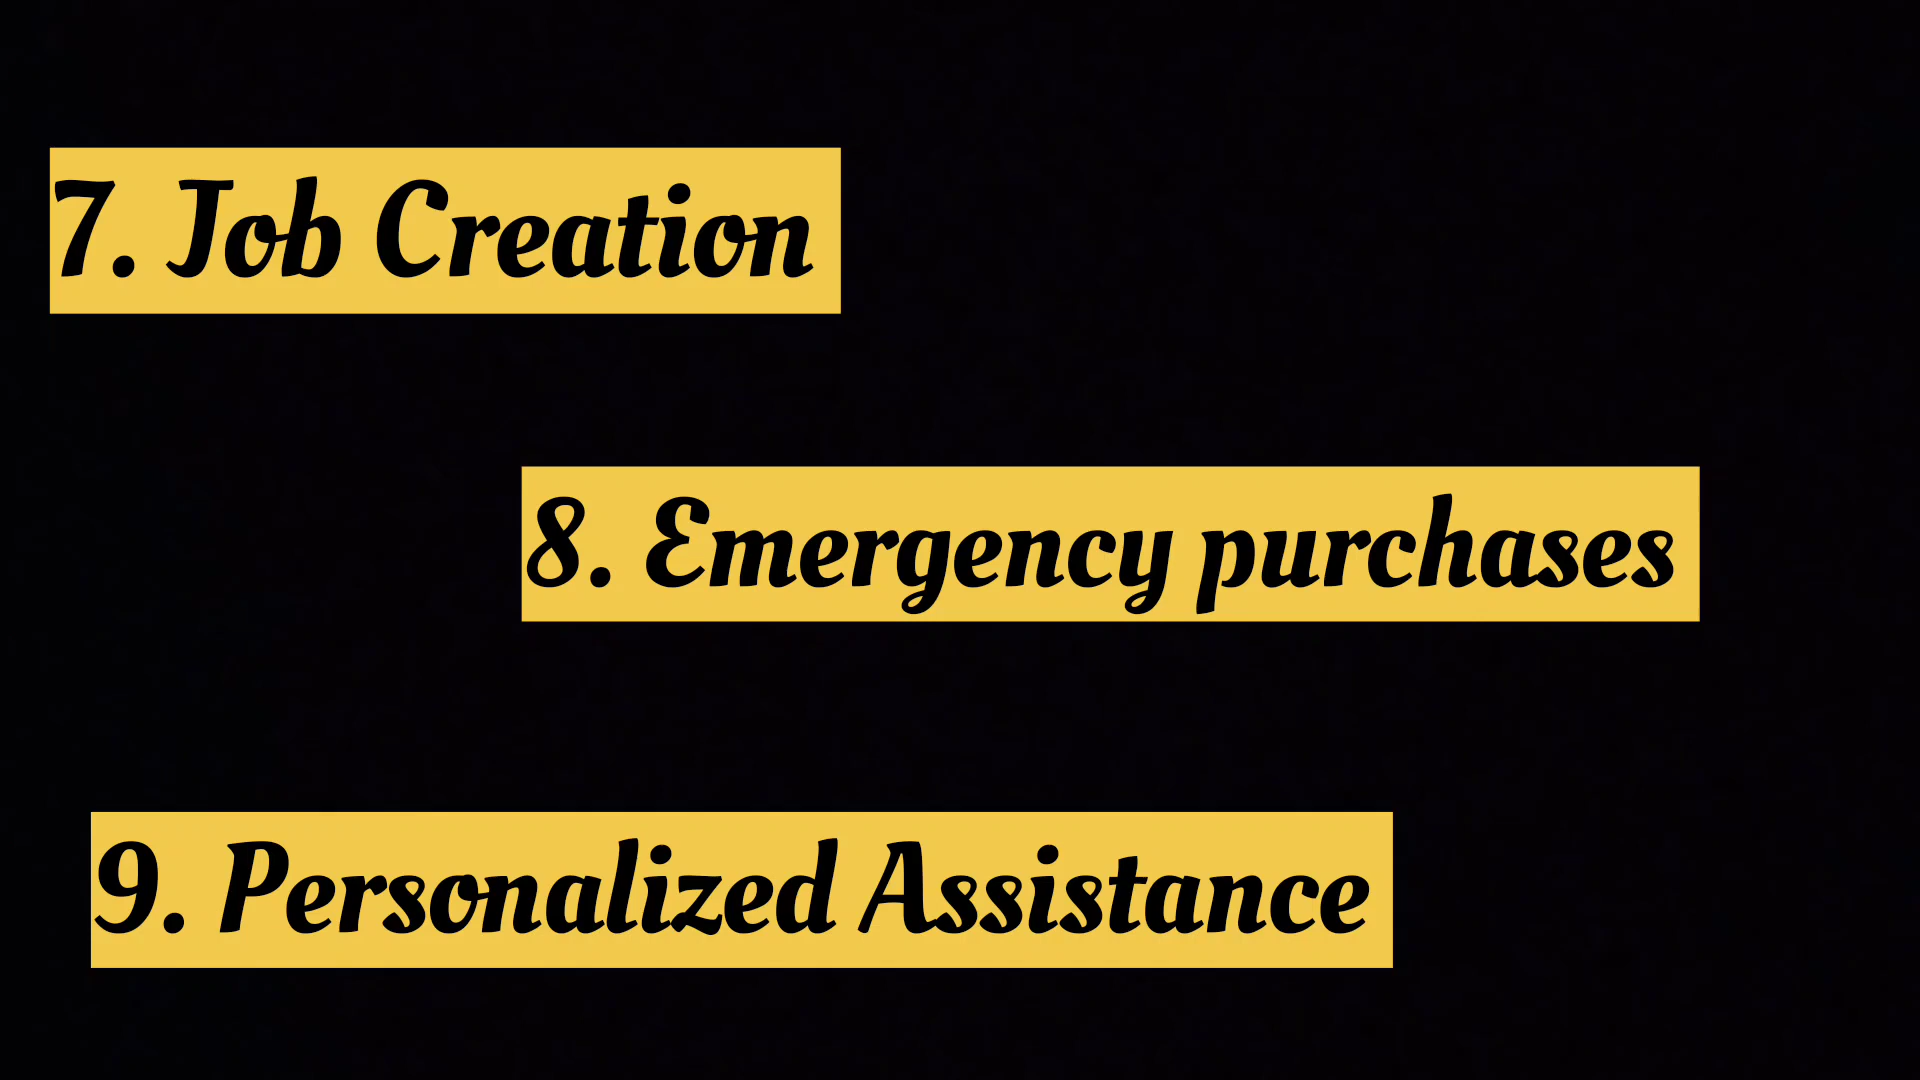 7. Job Creation
8. Emergency purchases
9. Personalized Assistance